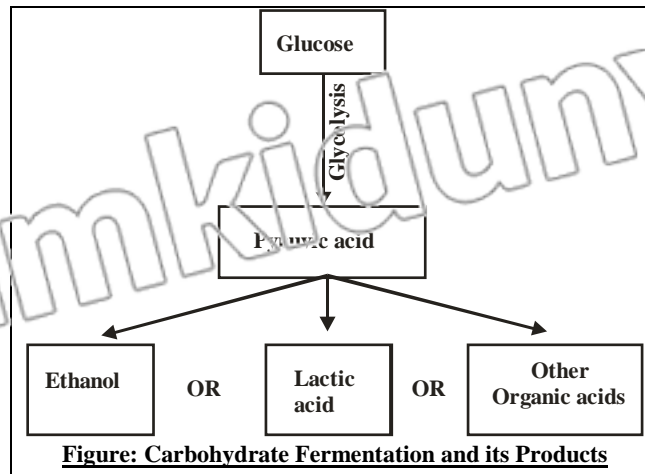 Glucose
Glycolysis
Pyruvic acid
Ethanol OR Lactic acid OR Other Organic acids
Figure: Carbohydrate Fermentation and its Products